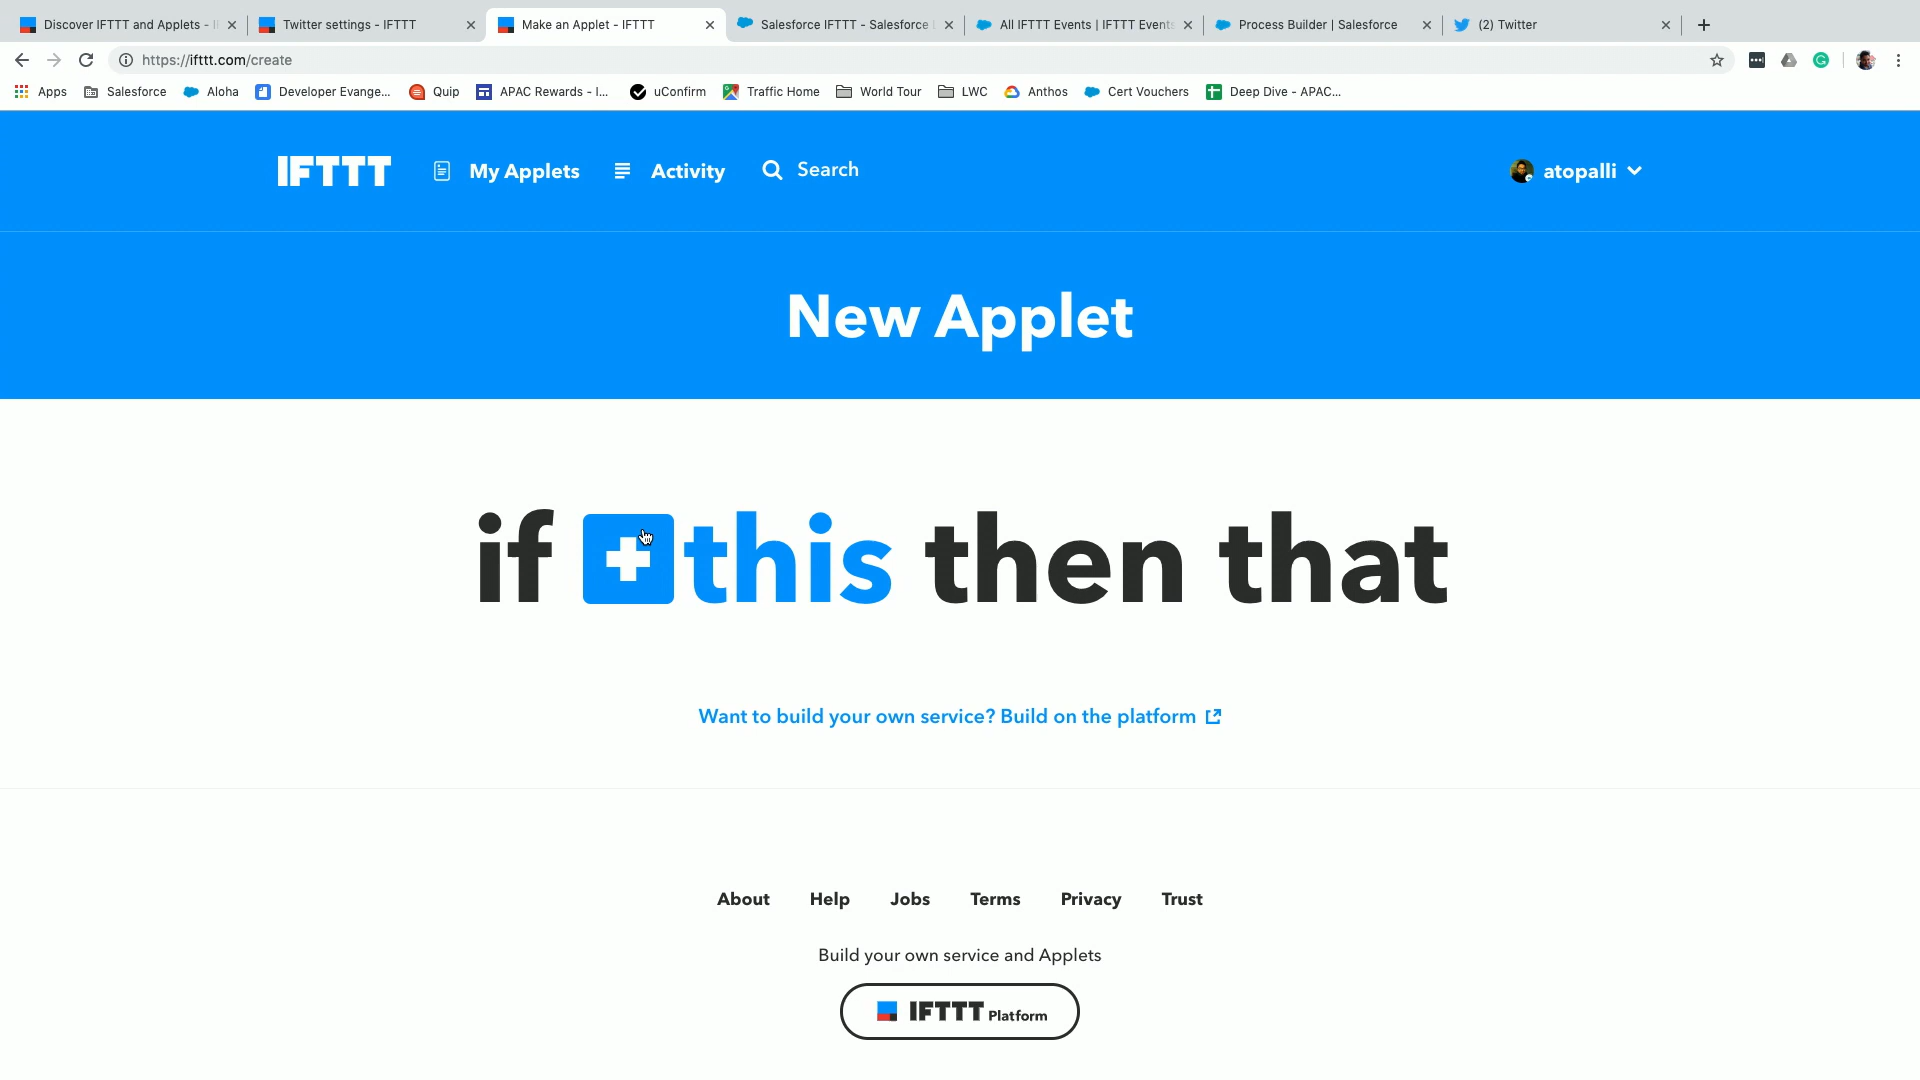 Discover IFTTT and Applets - 
Twitter settings - IFTTT
Make an Applet - IFTTT
Salesforce IFTTT - Salesforce
All IFTTT Events | IFTTT Events
Process Builder | Salesforce
(2) Twitter
https://ifttt.com/create
Apps
Salesforce
Aloha
Developer Evange...
Quip
APAC Rewards - I...
uConfirm
Traffic Home
World Tour
LWC
Anthos
Cert Vouchers
Deep Dive - APAC...
IFTTT
My Applets
Activity
Search
atopalli
New Applet
if this then that
Want to build your own service? Build on the platform
About
Help
Jobs
Terms
Privacy
Trust
Build your own service and Applets
IFTTT Platform